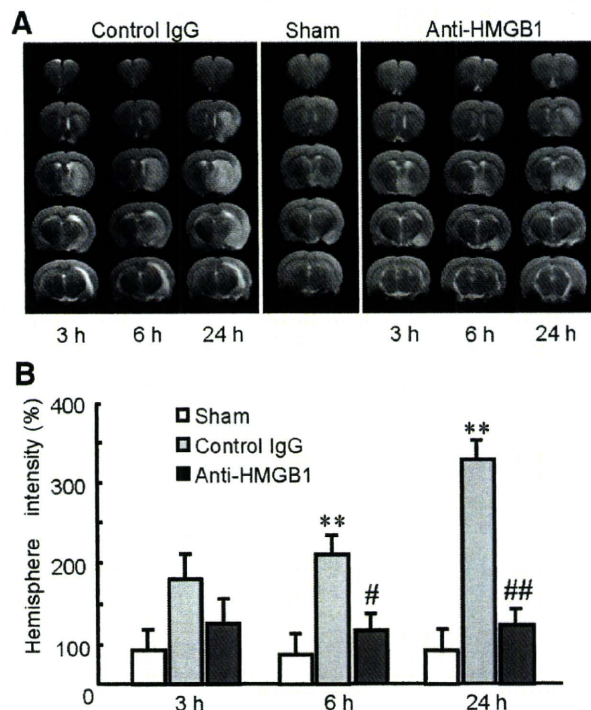 A
Control IgG Sham Anti-HMGB1
3 h 6 h 24 h 3 h 6 h 24 h
B
Hemisphere intensity (%)
400
300
200
100
0
Sham
Control IgG
Anti-HMGB1
** # ** ##
3 h 6 h 24 h